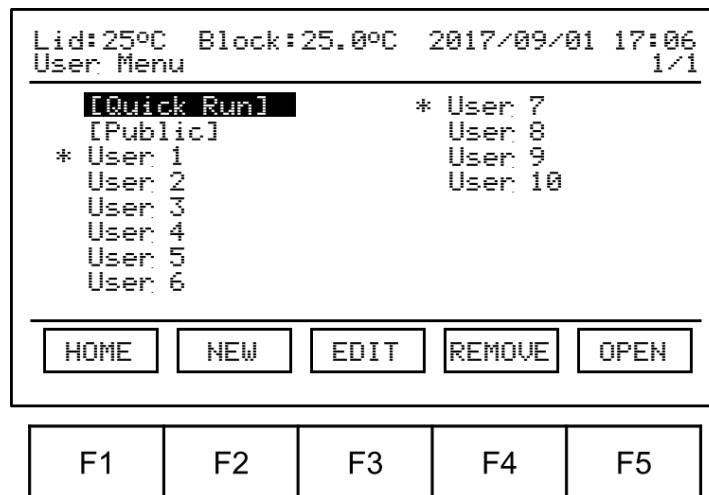 Lid:25ºC Block:25.0ºC 2017/09/01 17:06
User Menu 1/1
[Quick Run]
[Public]
* User 1
User 2
User 3
User 4
User 5
User 6
* User 7
User 8
User 9
User 10
HOME NEW EDIT REMOVE OPEN
F1 F2 F3 F4 F5